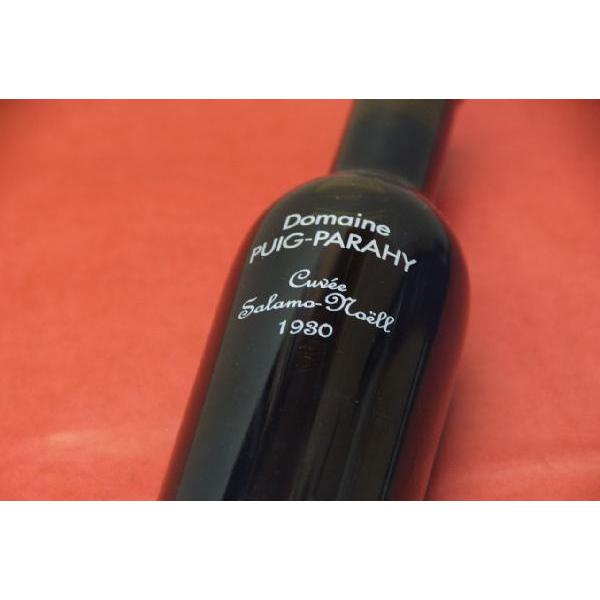 Domaine
PUIG-PARAHY
Cuvée
Salamo-Noëll
1930